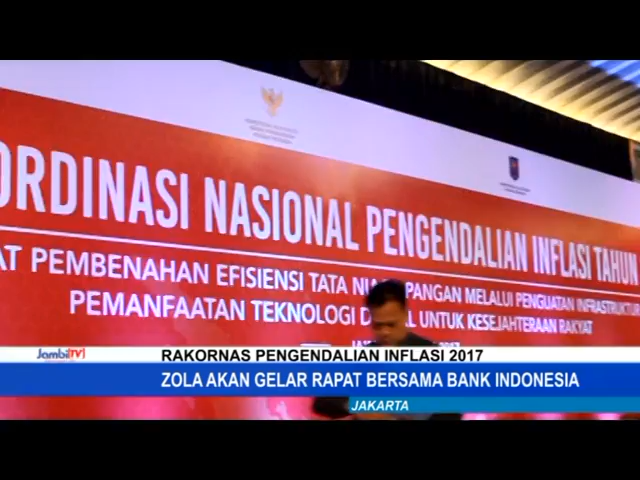 ORDINASI NASIONAL PENGENDALIAN INFLASI TAHUN
AT PEMBENAHAN EFISIENSI TATA PANGAN MELALUI PENGUATAN INFRASTRUKTU
PEMANFAATAN TEKNOLOGI UNTUK KESEJAHTERAAN RAKYAT
JambiTV
RAKORNAS PENGENDALIAN INFLASI 2017
ZOLA AKAN GELAR RAPAT BERSAMA BANK INDONESIA
JAKARTA